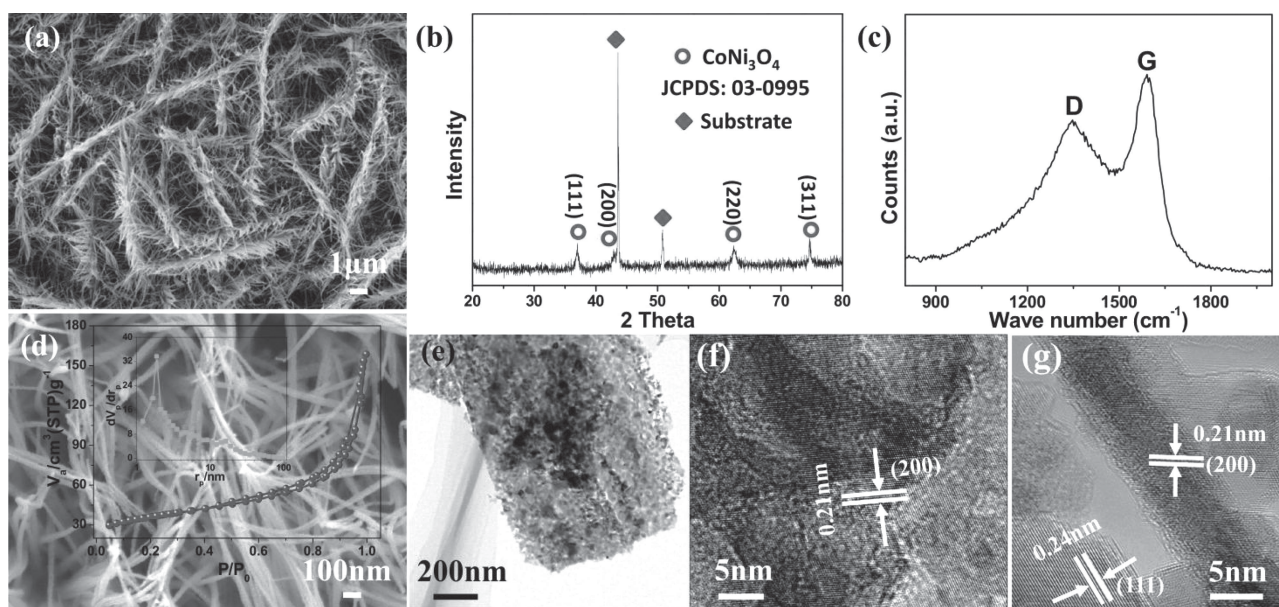 (a)
1μm
(b)
Intensity
CoNi₃O₄
JCPDS: 03-0995
Substrate
(111)
(200)
(220)
(311)
20 30 40 50 60 70 80
2 Theta
(c)
Counts (a.u.)
D
G
900 1200 1500 1800
Wave number (cm⁻¹)
(d)
Vₐ/cm³(STP)g⁻¹
180
150
120
90
60
30
0.0 0.2 0.4 0.6 0.8 1.0
P/P₀
dVₚ/drₚ
40
32
24
16
8
0
1 10 100
rₚ/nm
100nm
(e)
200nm
(f)
(200)
0.21nm
5nm
(g)
0.21nm
(200)
0.24nm
(111)
5nm